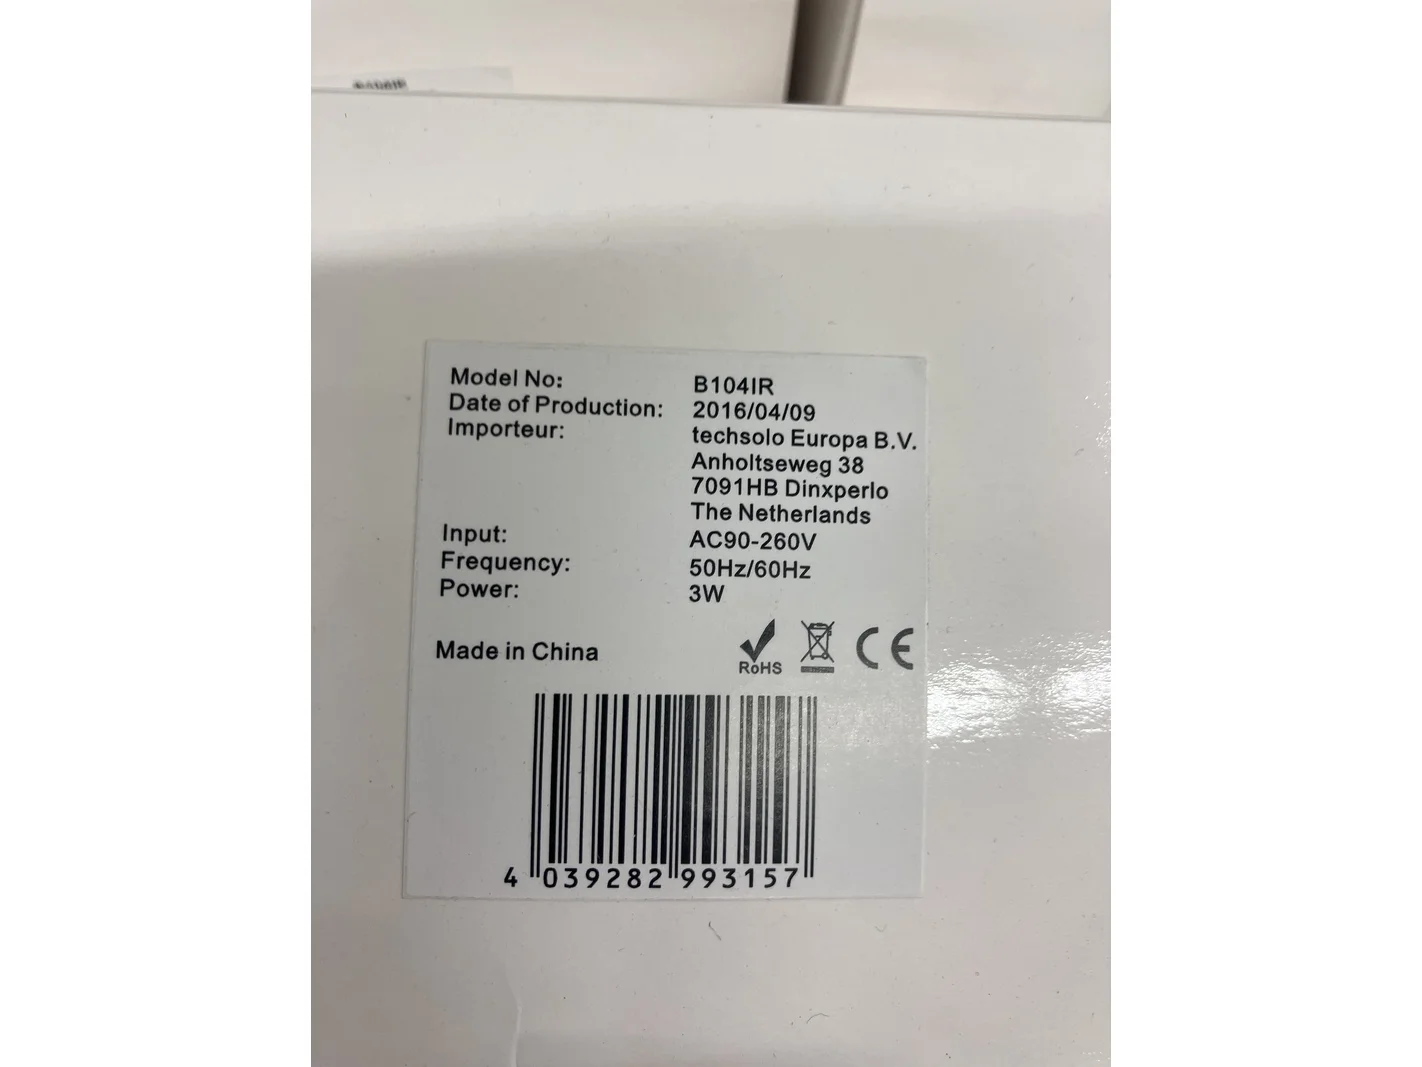 Model No: B104IR
Date of Production: 2016/04/09
Importeur: techsolo Europa B.V.
Anholtseweg 38
7091HB Dinxperlo
The Netherlands
Input: AC90-260V
Frequency: 50Hz/60Hz
Power: 3W
Made in China
RoHS
CE
4 039282 993157